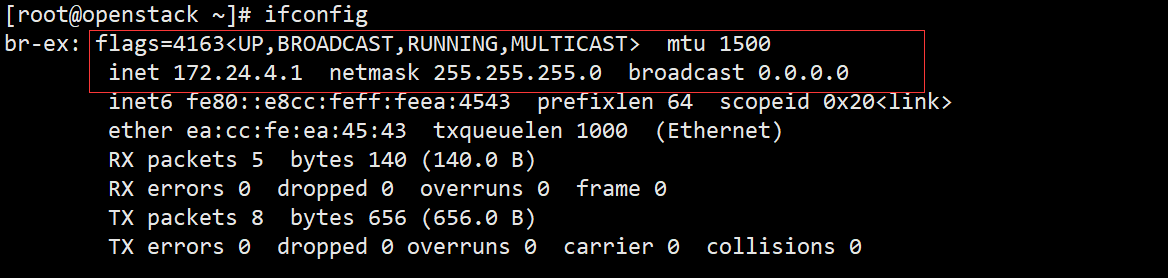 [root@openstack ~]# ifconfig
br-ex: flags=4163<UP,BROADCAST,RUNNING,MULTICAST>  mtu 1500
        inet 172.24.4.1  netmask 255.255.255.0  broadcast 0.0.0.0
        inet6 fe80::e8cc:feff:feea:4543  prefixlen 64  scopeid 0x20<link>
        ether ea:cc:fe:ea:45:43  txqueuelen 1000  (Ethernet)
        RX packets 5  bytes 140 (140.0 B)
        RX errors 0  dropped 0  overruns 0  frame 0
        TX packets 8  bytes 656 (656.0 B)
        TX errors 0  dropped 0 overruns 0  carrier 0  collisions 0